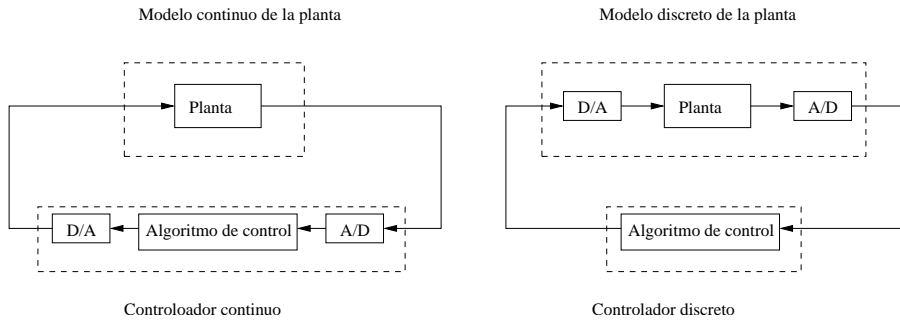 Modelo continuo de la planta
Planta
D/A
Algoritmo de control
A/D
Controloador continuo
Modelo discreto de la planta
D/A
Planta
A/D
Algoritmo de control
Controlador discreto